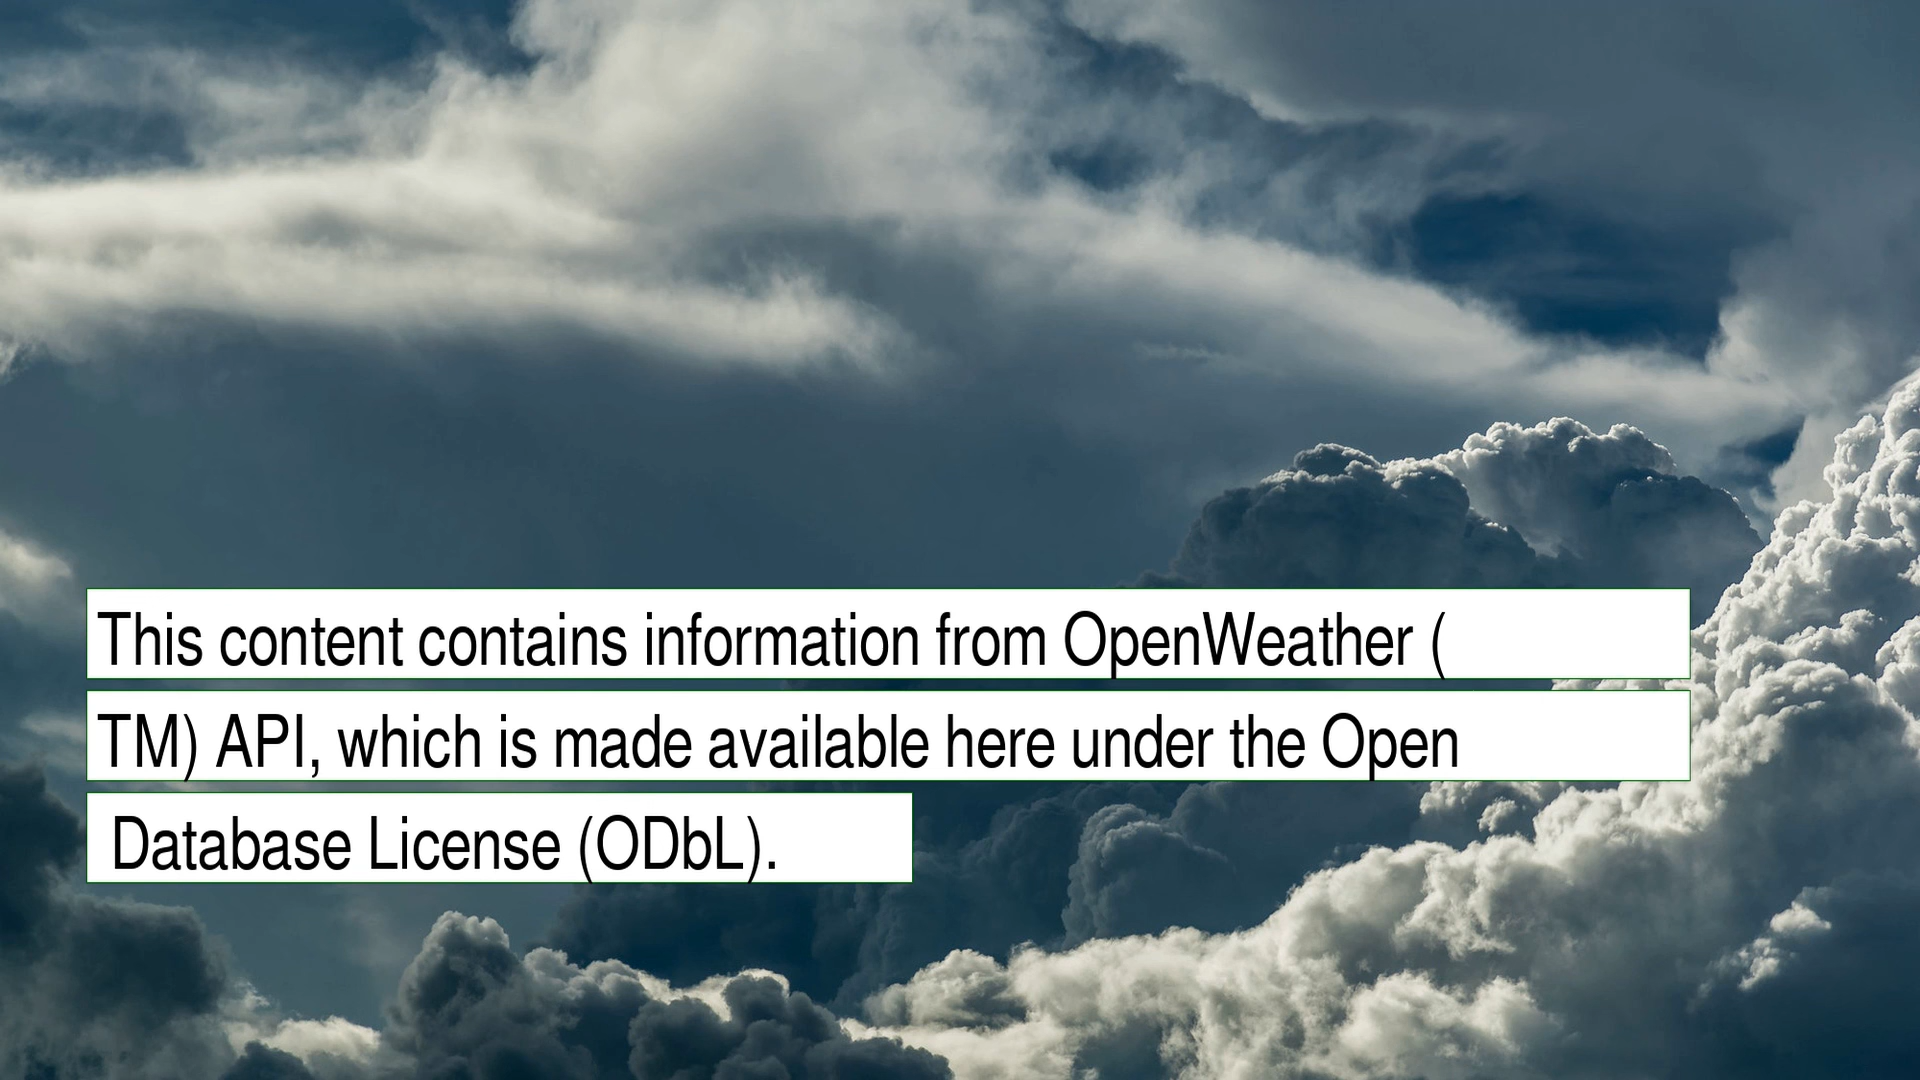 This content contains information from OpenWeather (
TM) API, which is made available here under the Open
Database License (ODbL).